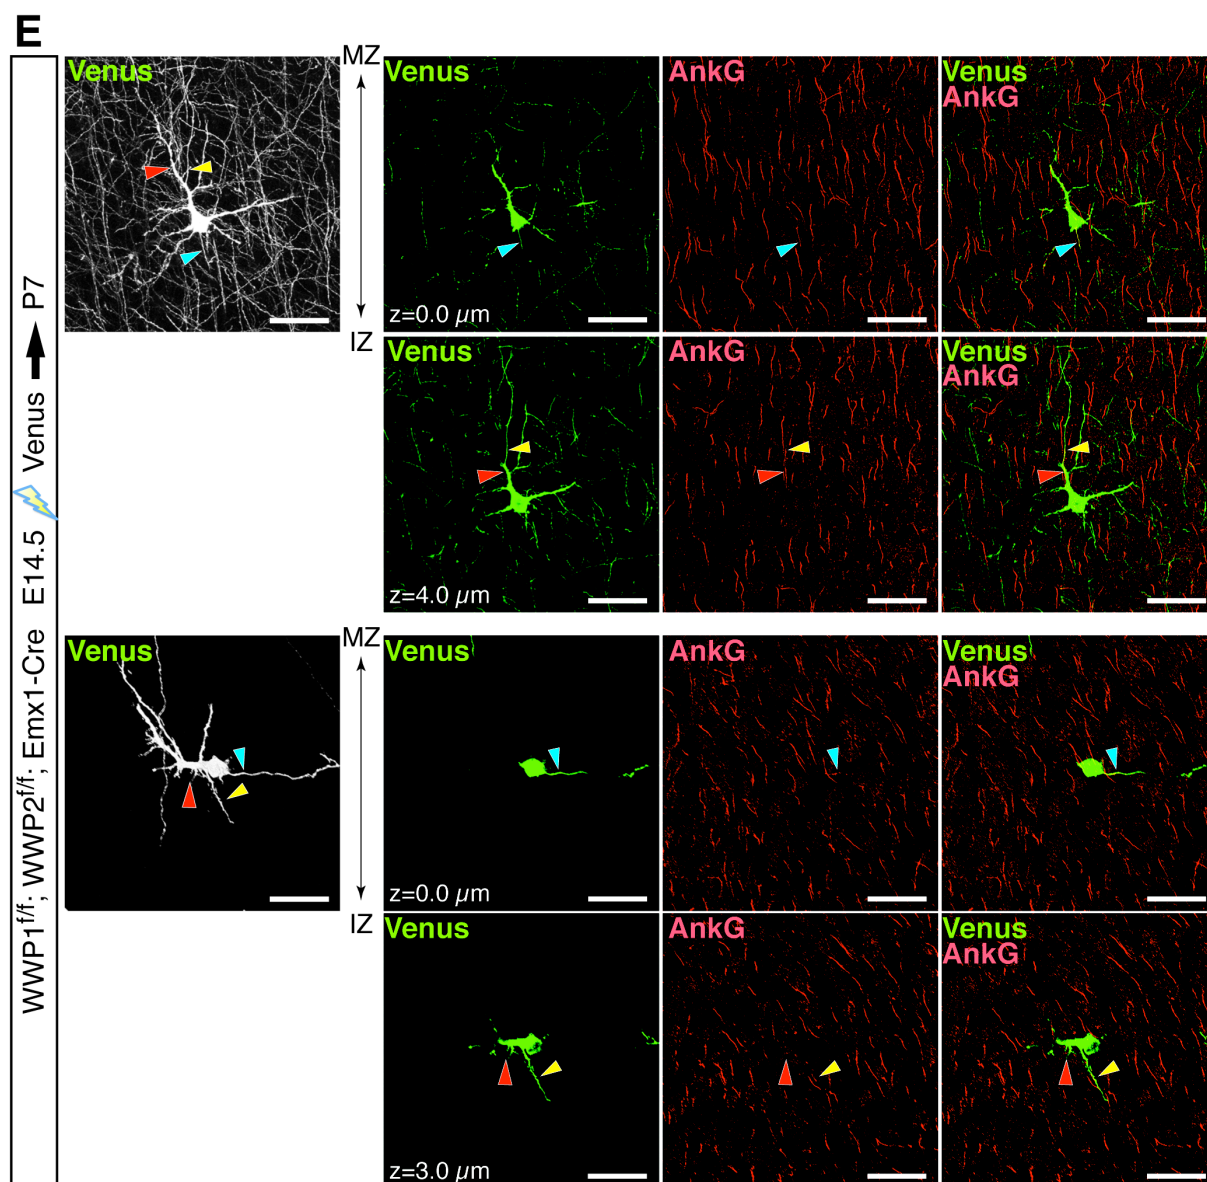 E
WWP1f/f; WWP2f/f; Emx1-Cre E14.5 Venus P7
Venus
MZ
IZ
Venus
z=0.0 µm
AnkG
Venus
AnkG
Venus
z=4.0 µm
AnkG
Venus
AnkG
Venus
MZ
IZ
Venus
z=0.0 µm
AnkG
Venus
AnkG
Venus
z=3.0 µm
AnkG
Venus
AnkG